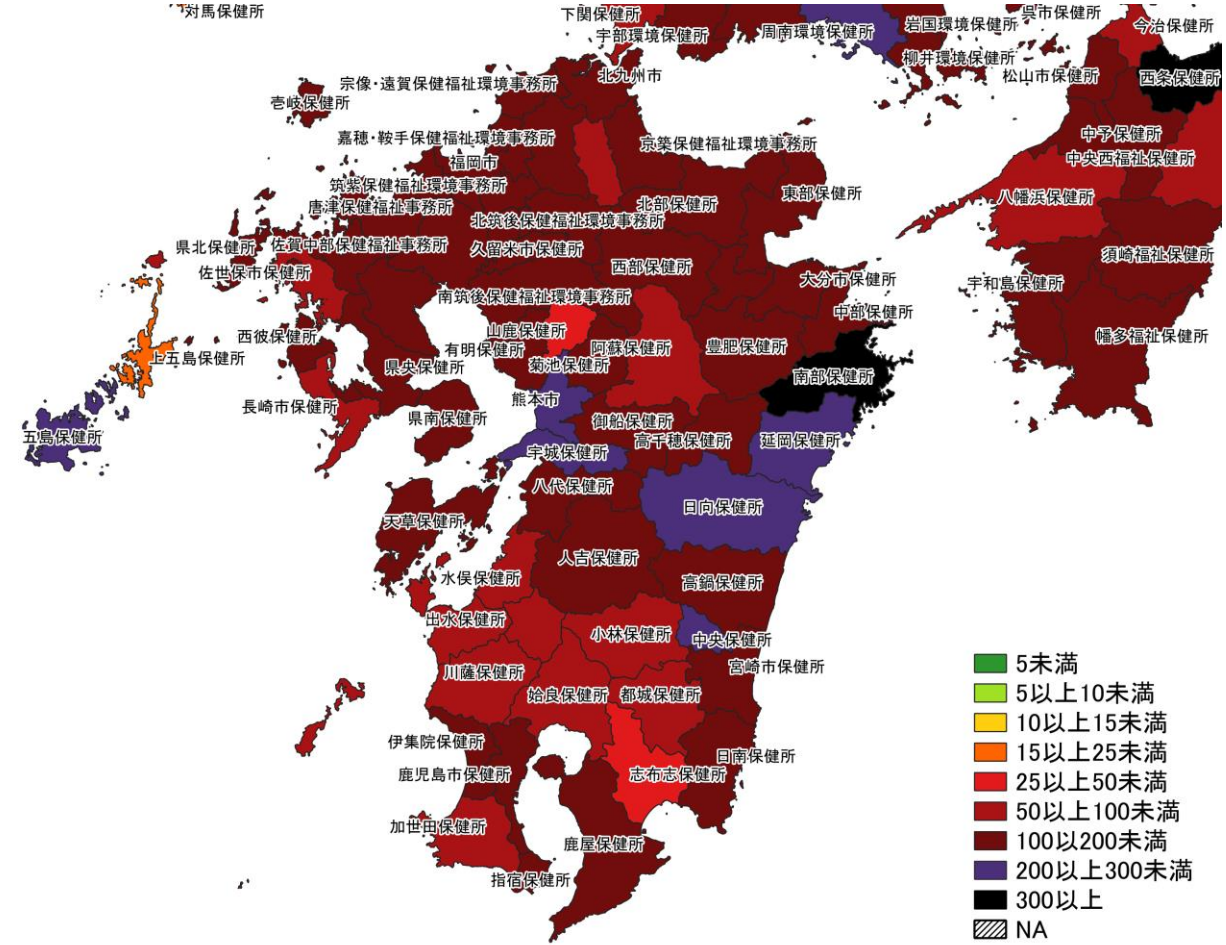 対馬保健所
下関保健所
宇部環境保健所
周南環境保健所
岩国環境保健所
呉市保健所
今治保健所
柳井環境保健所
松山市保健所
西条保健所
北九州市
宗像・遠賀保健福祉環境事務所
壱岐保健所
嘉穂・鞍手保健福祉環境事務所
京築保健福祉環境事務所
中予保健所
中央西福祉保健所
福岡市
筑紫保健福祉環境事務所
東部保健所
八幡浜保健所
唐津保健福祉事務所
北部保健所
北筑後保健福祉環境事務所
県北保健所
佐賀中部保健福祉事務所
久留米市保健所
須崎福祉保健所
佐世保市保健所
西部保健所
大分市保健所
宇和島保健所
南筑後保健福祉環境事務所
中部保健所
西彼保健所
山鹿保健所
有明保健所
阿蘇保健所
豊肥保健所
幡多福祉保健所
上五島保健所
県央保健所
菊池保健所
南部保健所
長崎市保健所
県南保健所
熊本市
御船保健所
高千穂保健所
延岡保健所
五島保健所
宇城保健所
八代保健所
日向保健所
天草保健所
人吉保健所
水俣保健所
高鍋保健所
出水保健所
小林保健所
中央保健所
川薩保健所
宮崎市保健所
姶良保健所
都城保健所
伊集院保健所
日南保健所
鹿児島市保健所
志布志保健所
加世田保健所
鹿屋保健所
指宿保健所
5未満
5以上10未満
10以上15未満
15以上25未満
25以上50未満
50以上100未満
100以200未満
200以上300未満
300以上
NA